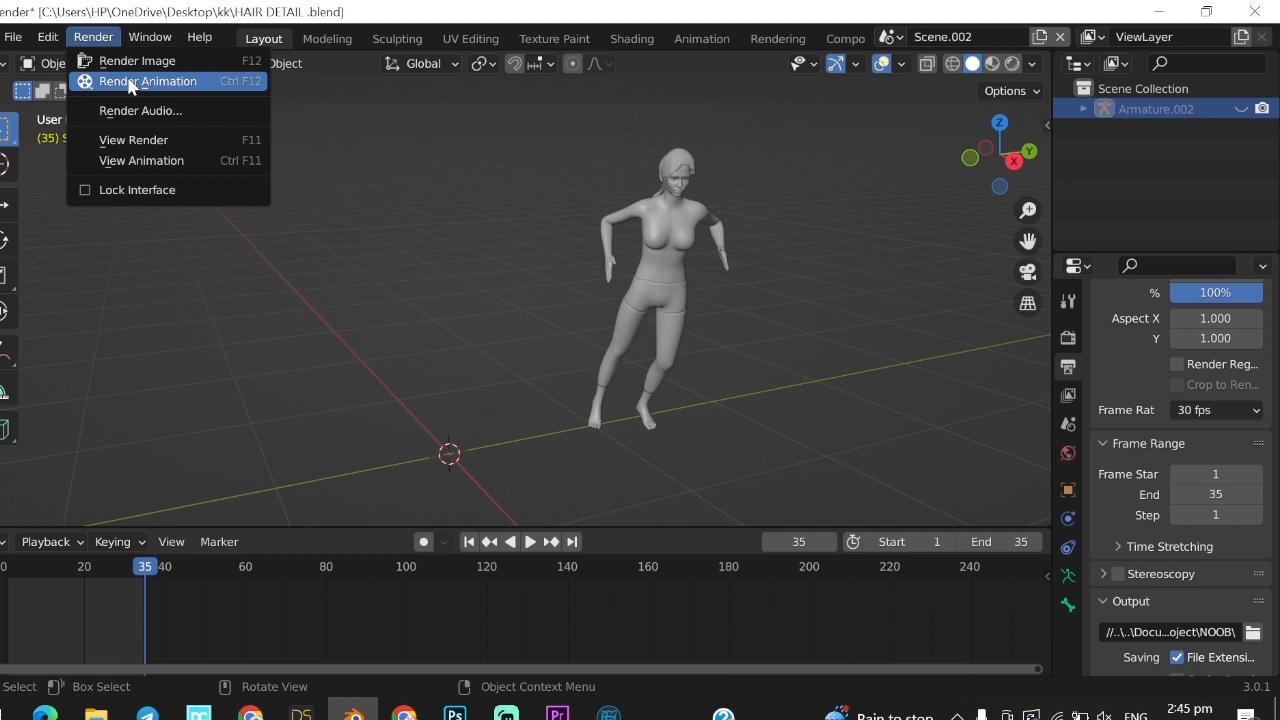 ender* [C:\Users\HP\OneDrive\Desktop\kk\HAIR DETAIL .blend]
File Edit Render Window Help Layout Modeling Sculpting UV Editing Texture Paint Shading Animation Rendering Compo Scene.002 ViewLayer
Obje Object Global
Render Image F12
Render Animation Ctrl F12
Render Audio...
View Render F11
View Animation Ctrl F11
Lock Interface
Options
User
(35) S
Z
Y
X
Scene Collection
Armature.002
% 100%
Aspect X 1.000
Y 1.000
Render Reg...
Crop to Ren...
Frame Rat 30 fps
Frame Range
Frame Star 1
End 35
Step 1
Time Stretching
Stereoscopy
Output
//..\..\Docu...oject\NOOB\
Saving File Extensi...
Playback Keying View Marker 35 Start 1 End 35
0 20 35 40 60 80 100 120 140 160 180 200 220 240
Select Box Select Rotate View Object Context Menu 3.0.1
DS Ps Pr Rain to stop ENG 2:45 pm